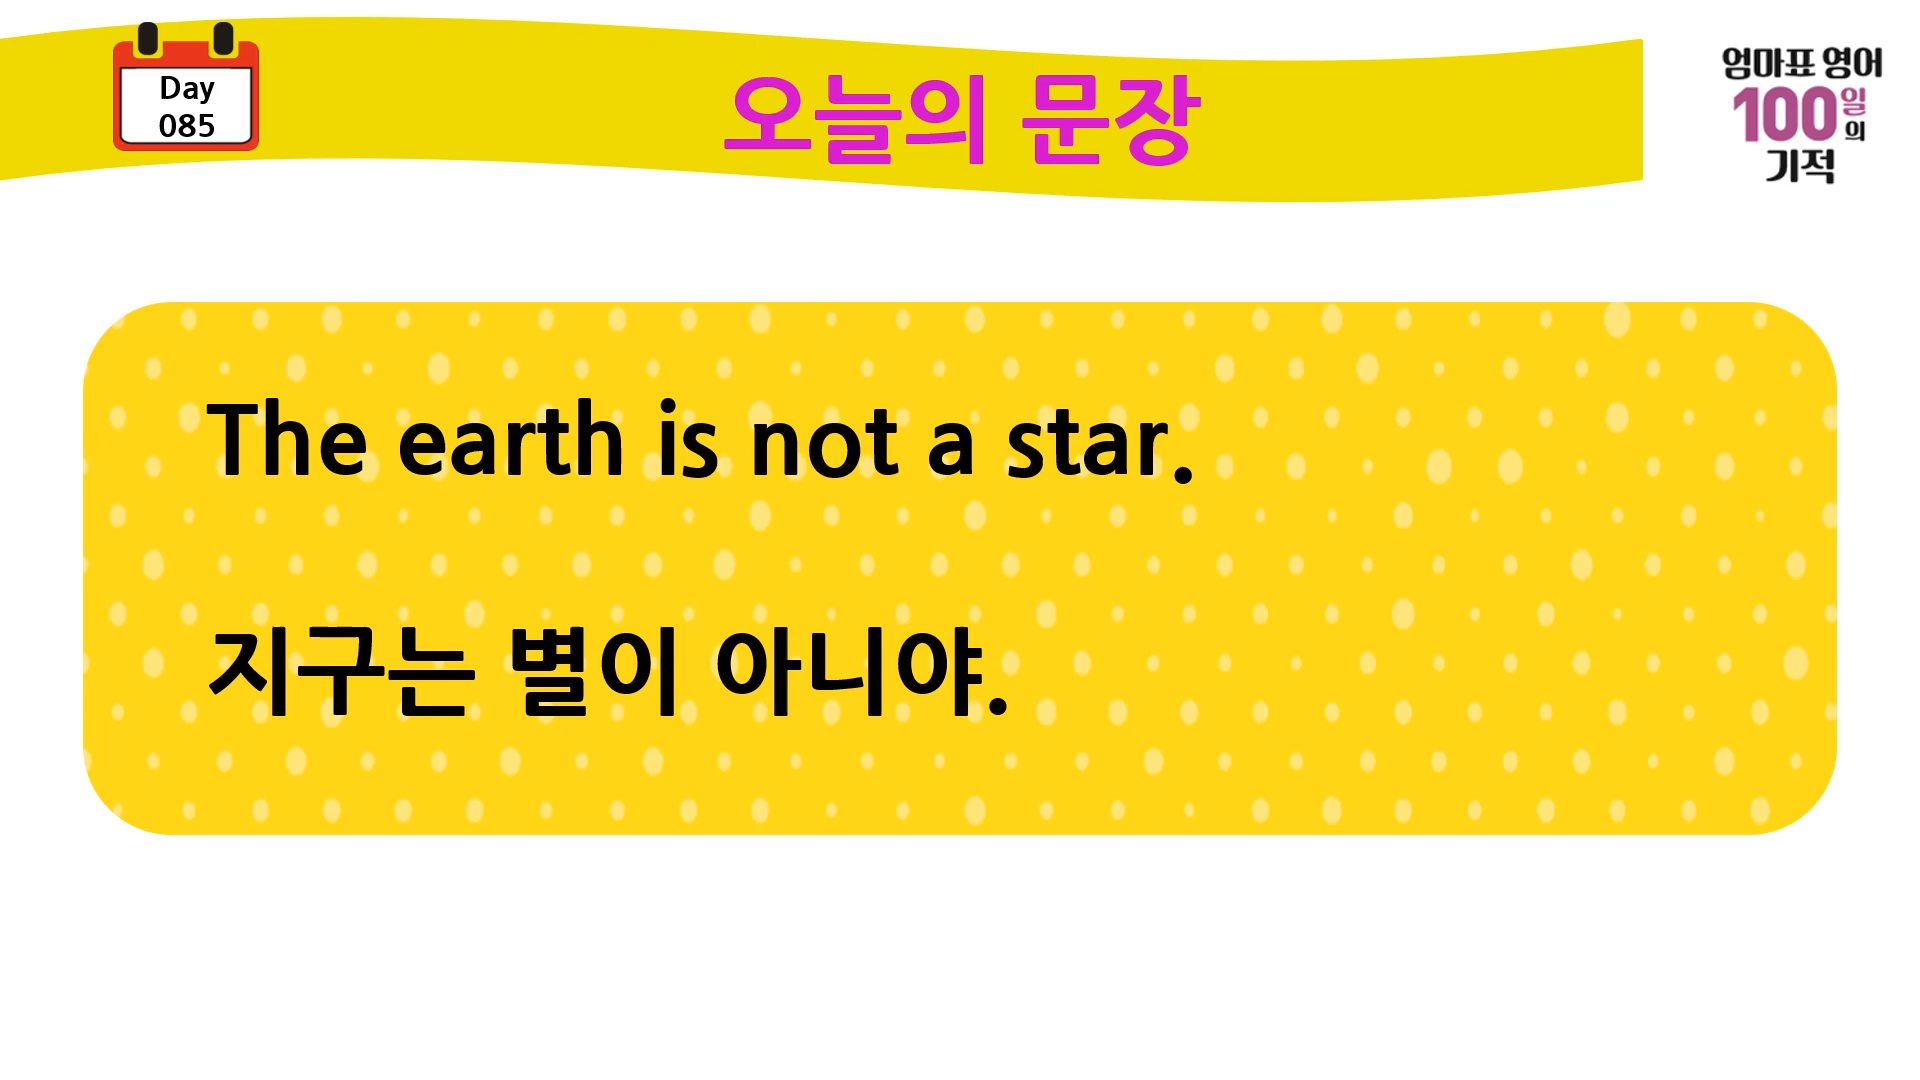 Day
085
오늘의 문장
엄마표 영어
100일의
기적
The earth is not a star.
지구는 별이 아니야.